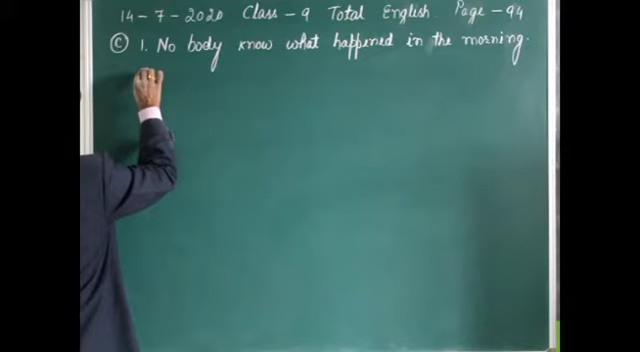 14-7-2020 Class-9 Total English. Page-94
(C) 1. No body know what happened in the morning.